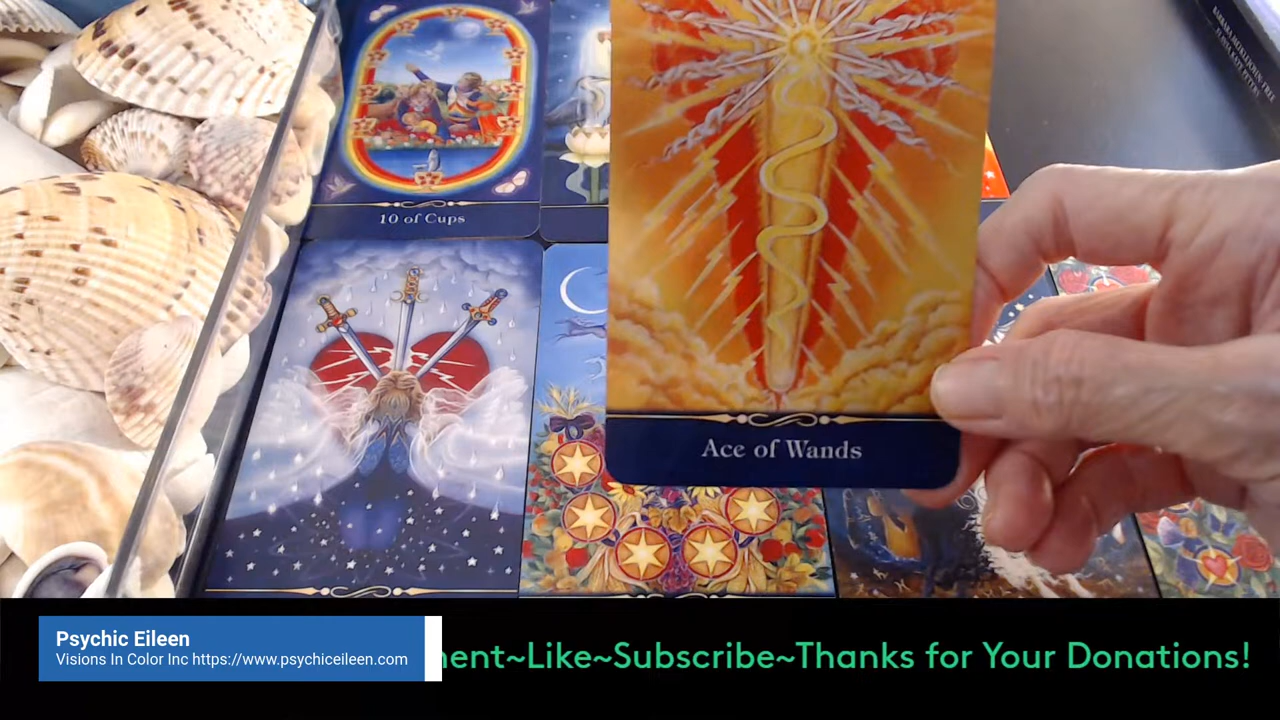 10 of Cups
Ace of Wands
Psychic Eileen
Visions In Color Inc https://www.psychiceileen.com
~Like~Subscribe~Thanks for Your Donations!